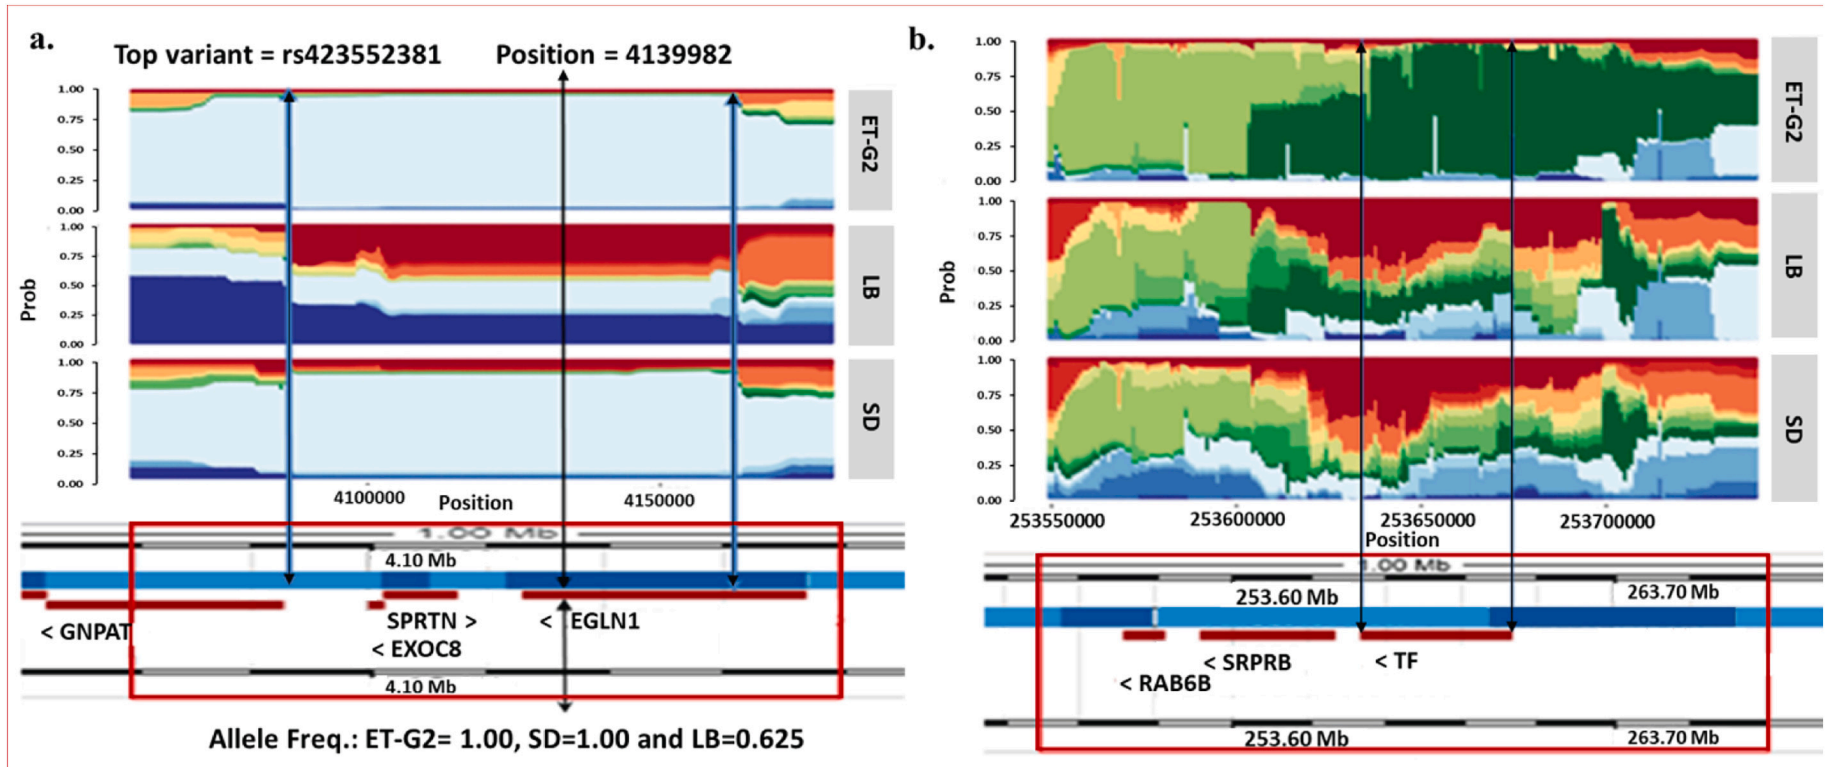 a.
Top variant = rs423552381 Position = 4139982
1.00
0.75
0.50
0.25
0.00
ET-G2
1.00
0.75
0.50
0.25
0.00
LB
Prob
1.00
0.75
0.50
0.25
0.00
SD
4100000 4150000
Position
1.00 Mb
4.10 Mb
SPRTN > < EGLN1
< GNPAT
< EXOC8
4.10 Mb
Allele Freq.: ET-G2= 1.00, SD=1.00 and LB=0.625
b.
1.00
0.75
0.50
0.25
0.00
ET-G2
1.00
0.75
0.50
0.25
0.00
LB
Prob
1.00
0.75
0.50
0.25
0.00
SD
253550000 253600000 253650000 253700000
Position
1.00 Mb
253.60 Mb 263.70 Mb
< SRPRB < TF
< RAB6B
253.60 Mb 263.70 Mb